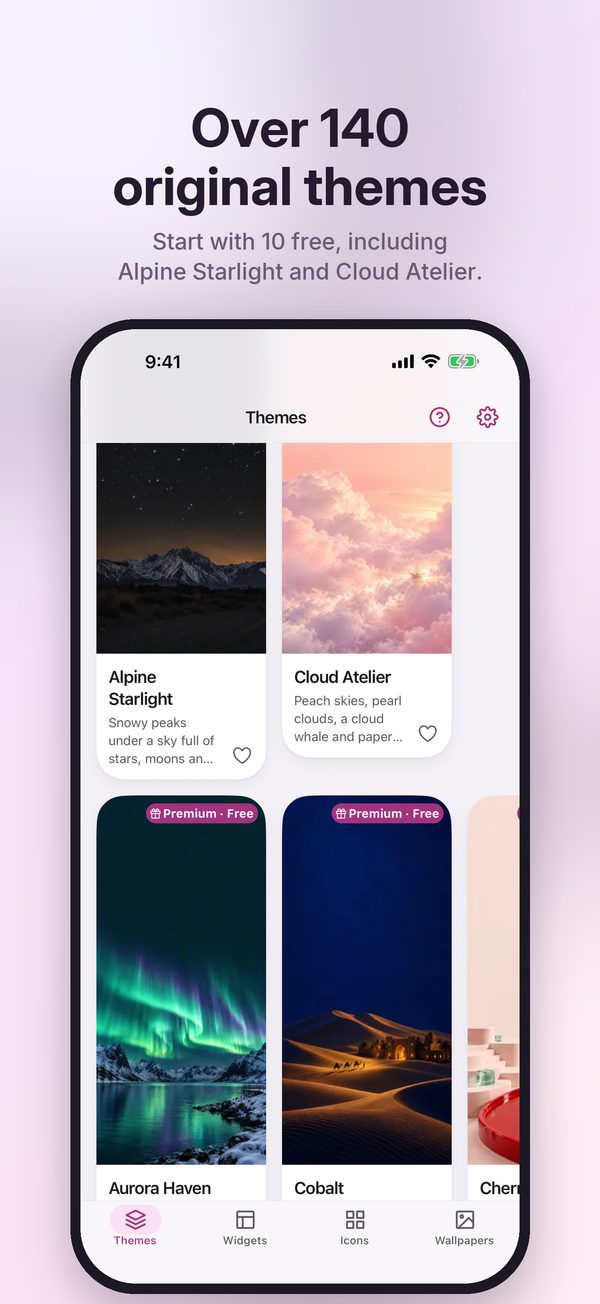 Over 140
original themes
Start with 10 free, including
Alpine Starlight and Cloud Atelier.
9:41
Themes
Alpine
Starlight
Snowy peaks
under a sky full of
stars, moons an...
Cloud Atelier
Peach skies, pearl
clouds, a cloud
whale and paper...
Premium · Free
Premium · Free
Aurora Haven
Cobalt
Cherr
Themes
Widgets
Icons
Wallpapers